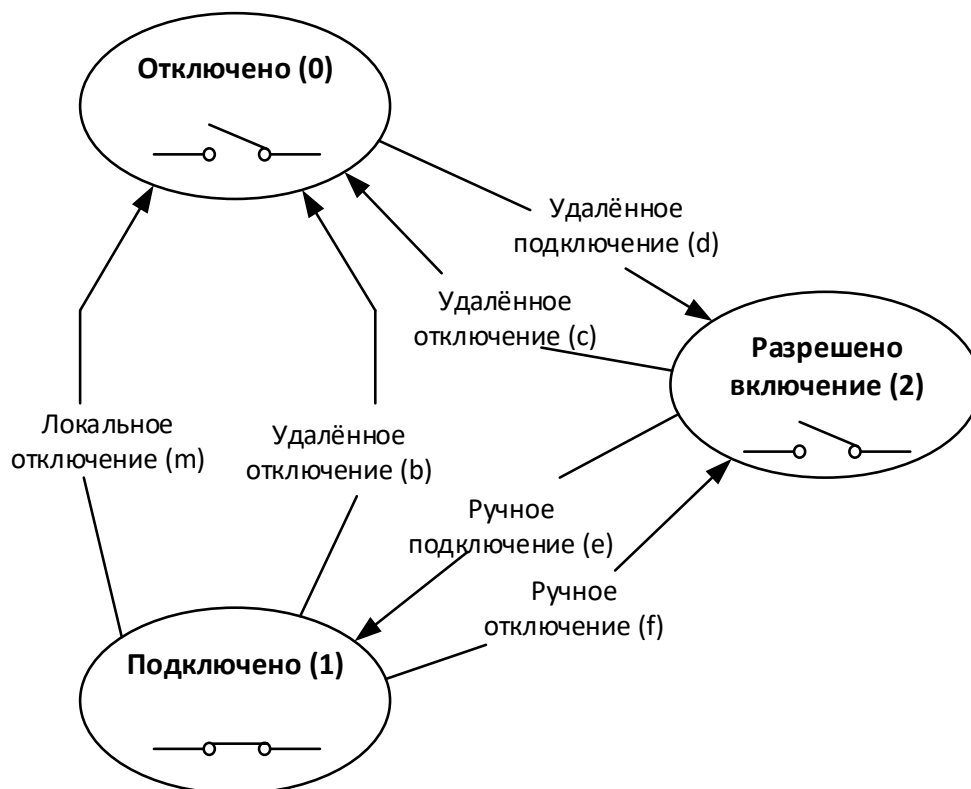 Отключено (0)
Удалённое
подключение (d)
Удалённое
отключение (c)
Разрешено
включение (2)
Локальное
отключение (m)
Удалённое
отключение (b)
Ручное
подключение (e)
Ручное
отключение (f)
Подключено (1)